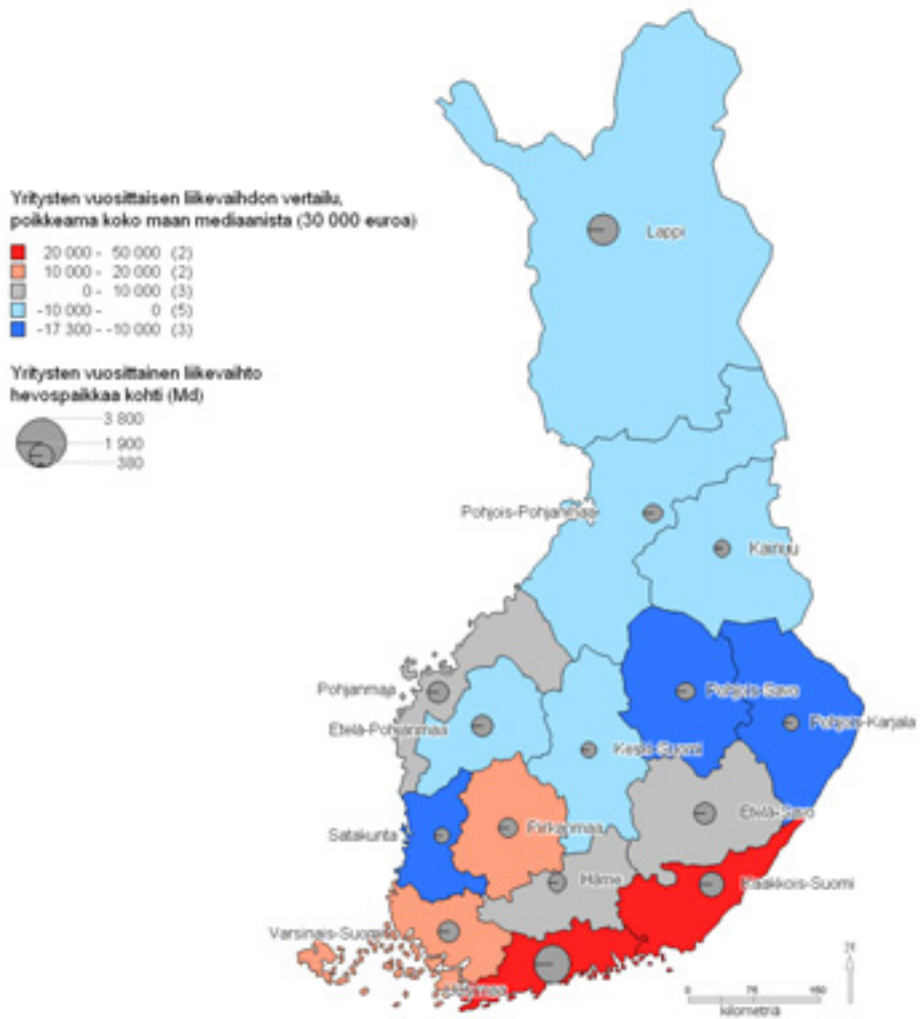 Yritysten vuosittaisen liikevaihdon vertailu,
poikkeama koko maan mediaanista (30 000 euroa)
20 000 - 50 000 (2)
10 000 - 20 000 (2)
0 - 10 000 (3)
-10 000 - 0 (5)
-17 300 - -10 000 (3)
Yritysten vuosittainen liikevaihto
hevospaikkaa kohti (Md)
3 800
1 900
380
Lappi
Pohjois-Pohjanmaa
Kainuu
Pohjanmaa
Pohjois-Savo
Pohjois-Karjala
Etelä-Pohjanmaa
Keski-Suomi
Etelä-Savo
Satakunta
Pirkanmaa
Häme
Kaakkois-Suomi
Varsinais-Suomi
Uusimaa
0 75 150
kilometriä